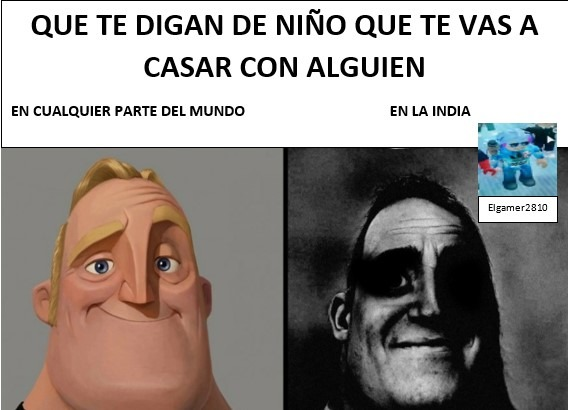 QUE TE DIGAN DE NIÑO QUE TE VAS A
CASAR CON ALGUIEN
EN CUALQUIER PARTE DEL MUNDO
EN LA INDIA
Elgamer2810